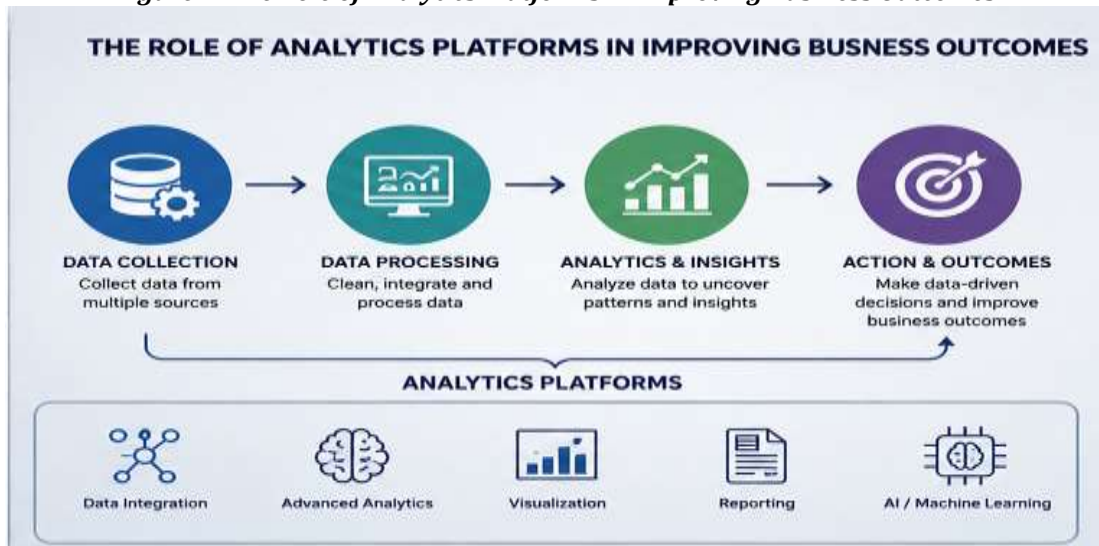 THE ROLE OF ANALYTICS PLATFORMS IN IMPROVING BUSINESS OUTCOMES
DATA COLLECTION
Collect data from
multiple sources
DATA PROCESSING
Clean, integrate and
process data
ANALYTICS & INSIGHTS
Analyze data to uncover
patterns and insights
ACTION & OUTCOMES
Make data-driven
decisions and improve
business outcomes
ANALYTICS PLATFORMS
Data Integration
Advanced Analytics
Visualization
Reporting
AI / Machine Learning